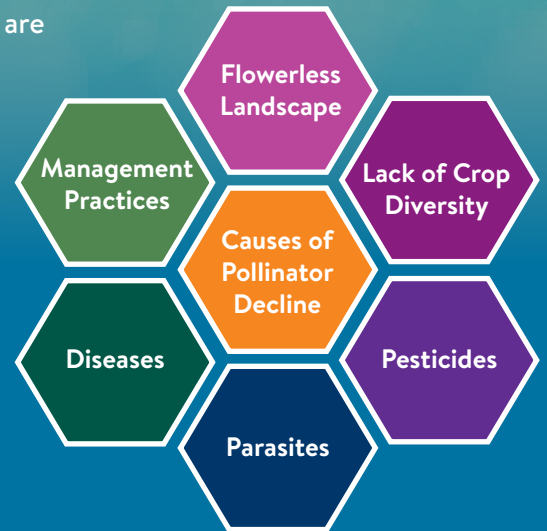 are
Flowerless
Landscape
Management
Practices
Lack of Crop
Diversity
Causes of
Pollinator
Decline
Diseases
Pesticides
Parasites